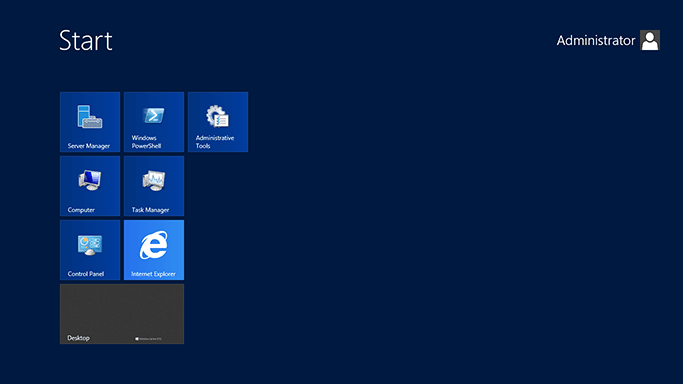 Start
Administrator
Server Manager
Windows
PowerShell
Administrative
Tools
Computer
Task Manager
Control Panel
Internet Explorer
Desktop